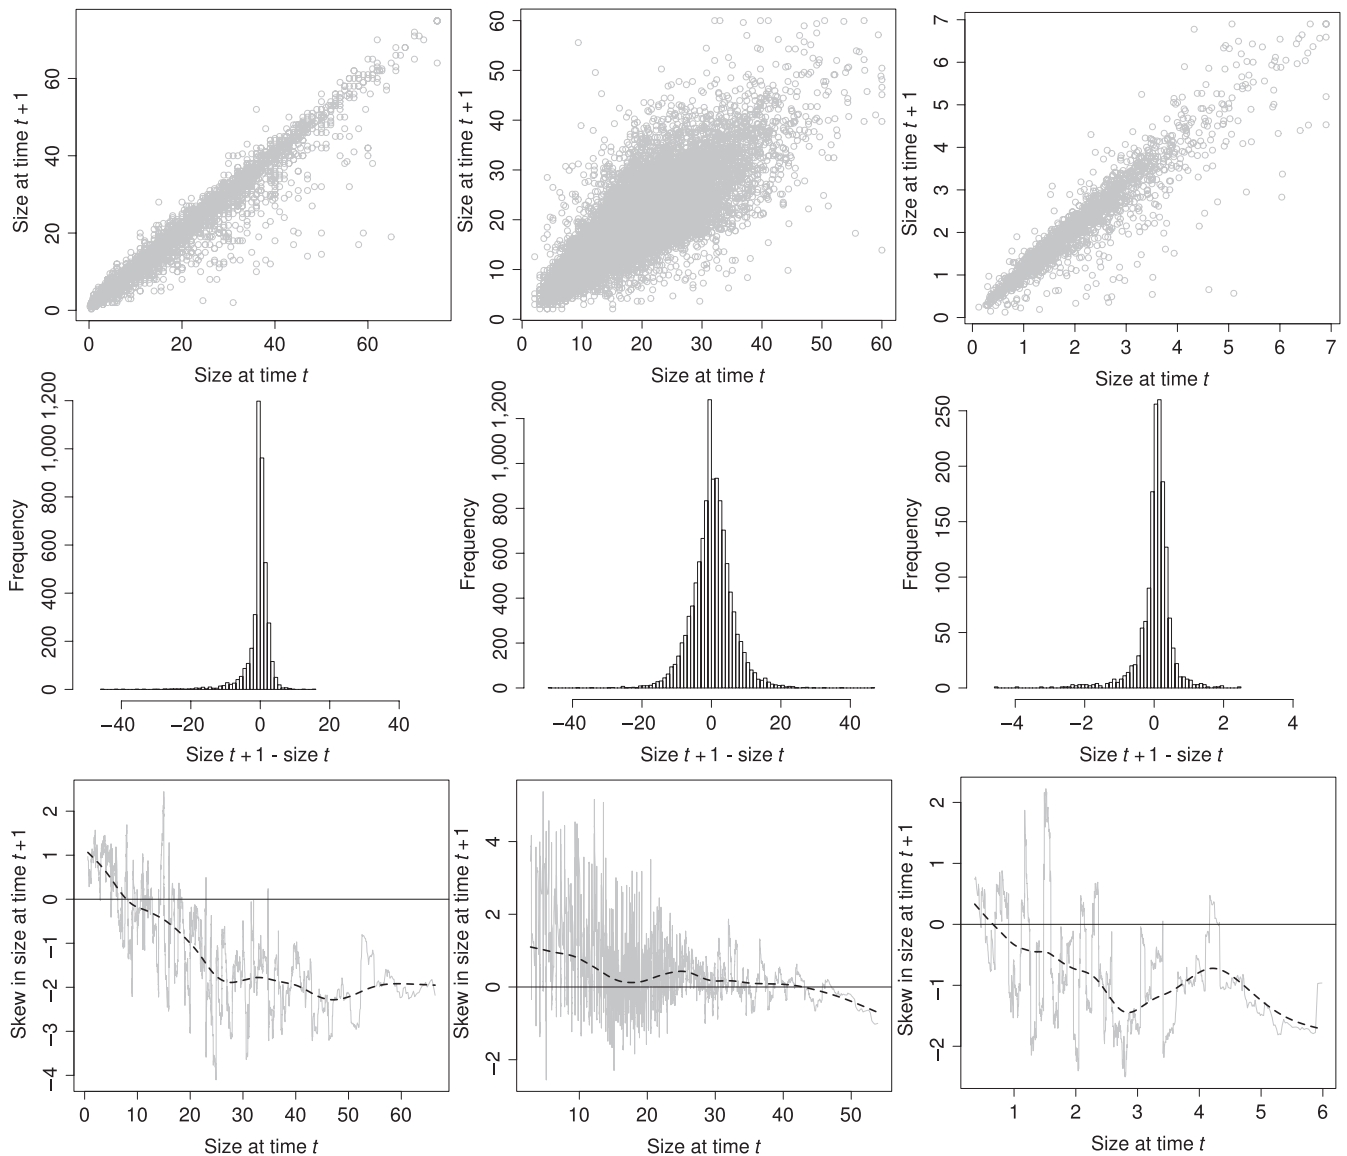 Size at time t + 1
0 20 40 60
0 20 40 60
Size at time t
Size at time t + 1
0 10 20 30 40 50 60
0 10 20 30 40 50 60
Size at time t
Size at time t + 1
0 1 2 3 4 5 6 7
0 1 2 3 4 5 6 7
Size at time t
Frequency
0 200 400 600 800 1,000 1,200
−40 −20 0 20 40
Size t + 1 - size t
Frequency
0 200 400 600 800 1,000 1,200
−40 −20 0 20 40
Size t + 1 - size t
Frequency
0 50 100 150 200 250
−4 −2 0 2 4
Size t + 1 - size t
Skew in size at time t + 1
−4 −3 −2 −1 0 1 2
0 10 20 30 40 50 60
Size at time t
Skew in size at time t + 1
−2 0 2 4
10 20 30 40 50
Size at time t
Skew in size at time t + 1
−2 −1 0 1 2
1 2 3 4 5 6
Size at time t